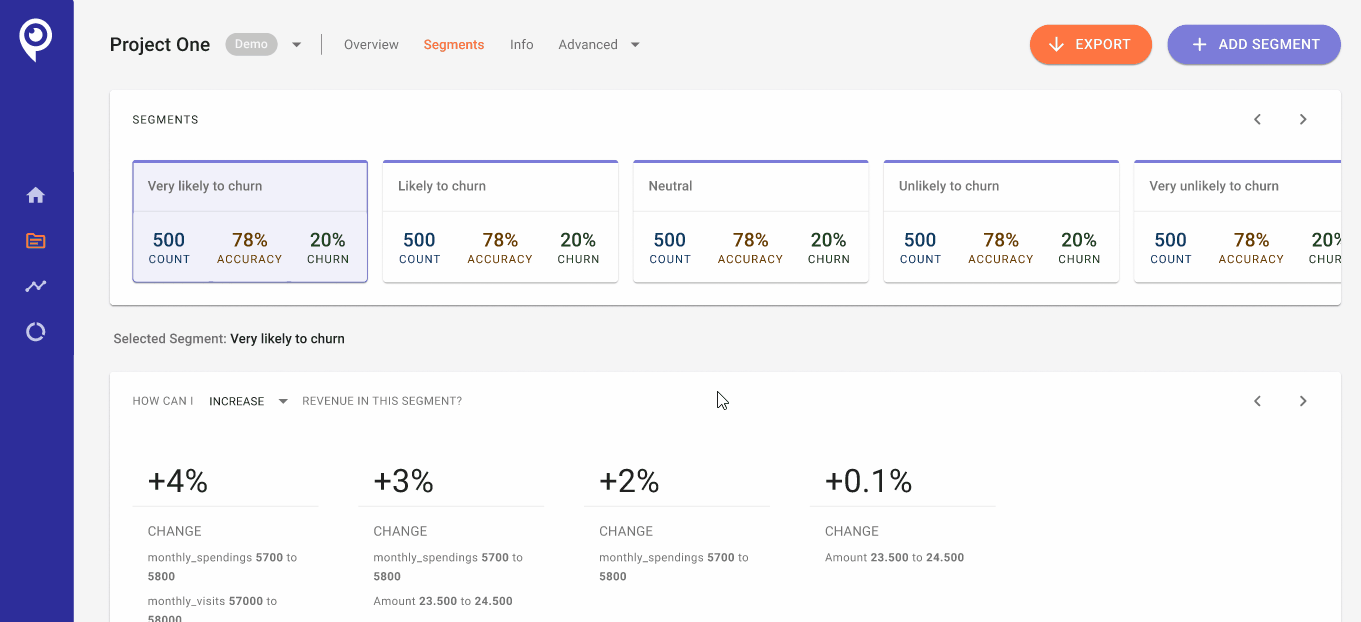 Project One Demo Overview Segments Info Advanced EXPORT ADD SEGMENT
SEGMENTS
Very likely to churn
500 78% 20%
COUNT ACCURACY CHURN
Likely to churn
500 78% 20%
COUNT ACCURACY CHURN
Neutral
500 78% 20%
COUNT ACCURACY CHURN
Unlikely to churn
500 78% 20%
COUNT ACCURACY CHURN
Very unlikely to churn
500 78% 20%
COUNT ACCURACY CHUR
Selected Segment: Very likely to churn
HOW CAN I INCREASE REVENUE IN THIS SEGMENT?
+4%
CHANGE
monthly_spendings 5700 to
5800
monthly_visits 57000 to
58000
+3%
CHANGE
monthly_spendings 5700 to
5800
Amount 23.500 to 24.500
+2%
CHANGE
monthly_spendings 5700 to
5800
+0.1%
CHANGE
Amount 23.500 to 24.500